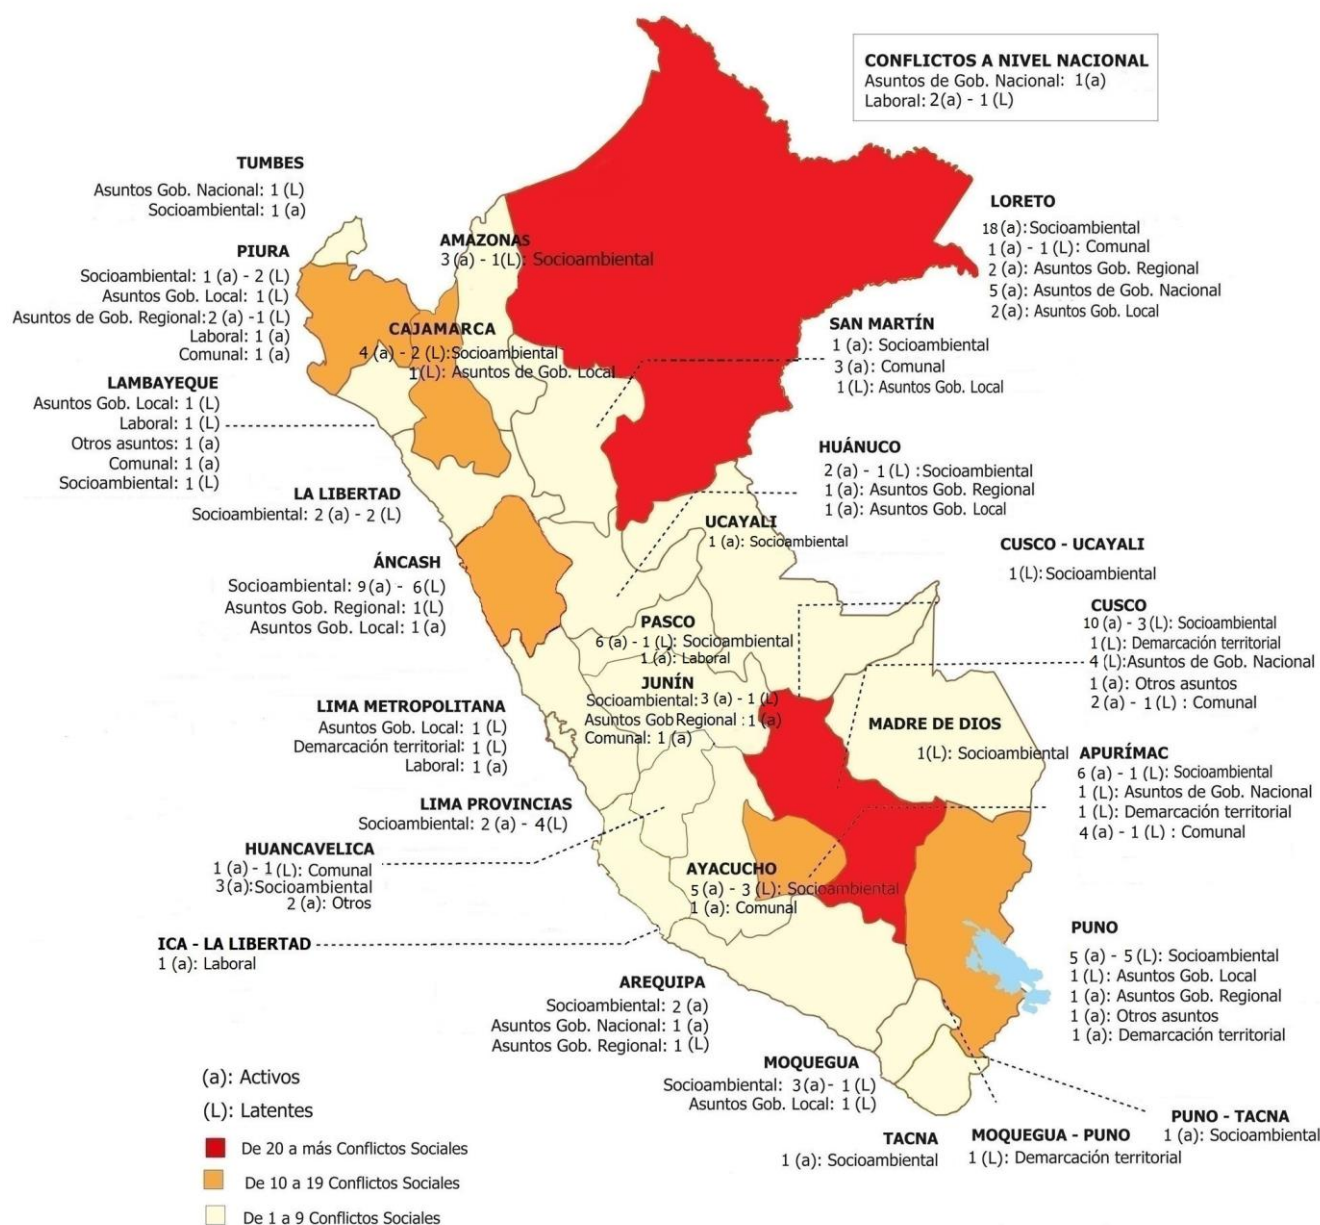 CONFLICTOS A NIVEL NACIONAL
Asuntos de Gob. Nacional: 1(a)
Laboral: 2(a) - 1(L)
TUMBES
Asuntos Gob. Nacional: 1 (L)
Socioambiental: 1 (a)
PIURA
Socioambiental: 1 (a) - 2 (L)
Asuntos Gob. Local: 1 (L)
Asuntos de Gob. Regional: 2 (a) - 1 (L)
Laboral: 1 (a)
Comunal: 1 (a)
AMAZONAS
3 (a) - 1(L): Socioambiental
LORETO
18 (a): Socioambiental
1 (a) - 1 (L): Comunal
2 (a): Asuntos Gob. Regional
5 (a): Asuntos de Gob. Nacional
2 (a): Asuntos Gob. Local
CAJAMARCA
4 (a) - 2 (L): Socioambiental
1(L): Asuntos de Gob. Local
SAN MARTÍN
1 (a): Socioambiental
3 (a): Comunal
1 (L): Asuntos Gob. Local
LAMBAYEQUE
Asuntos Gob. Local: 1 (L)
Laboral: 1 (L)
Otros asuntos: 1 (a)
Comunal: 1 (a)
Socioambiental: 1 (L)
HUÁNUCO
2 (a) - 1 (L) : Socioambiental
1 (a): Asuntos Gob. Regional
1 (a): Asuntos Gob. Local
LA LIBERTAD
Socioambiental: 2 (a) - 2 (L)
UCAYALI
1 (a): Socioambiental
CUSCO - UCAYALI
1 (L): Socioambiental
ÁNCASH
Socioambiental: 9 (a) - 6 (L)
Asuntos Gob. Regional: 1 (L)
Asuntos Gob. Local: 1 (a)
CUSCO
10 (a) - 3 (L): Socioambiental
1(L): Demarcación territorial
4 (L): Asuntos de Gob. Nacional
1 (a): Otros asuntos
2 (a) - 1 (L) : Comunal
PASCO
6 (a) - 1 (L): Socioambiental
1(a): Laboral
JUNÍN
Socioambiental: 3 (a) - 1 (L)
Asuntos Gob Regional : 1 (a)
Comunal: 1 (a)
LIMA METROPOLITANA
Asuntos Gob. Local: 1 (L)
Demarcación territorial: 1 (L)
Laboral: 1 (a)
MADRE DE DIOS
1(L): Socioambiental
APURÍMAC
6 (a) - 1 (L): Socioambiental
1 (L): Asuntos de Gob. Nacional
1 (L): Demarcación territorial
4 (a) - 1 (L) : Comunal
LIMA PROVINCIAS
Socioambiental: 2 (a) - 4 (L)
HUANCAVELICA
1 (a) - 1 (L): Comunal
3 (a): Socioambiental
2 (a): Otros
AYACUCHO
5 (a) - 3 (L): Socioambiental
1 (a): Comunal
ICA - LA LIBERTAD
1 (a): Laboral
PUNO
5 (a) - 5 (L): Socioambiental
1 (L): Asuntos Gob. Local
1 (a): Asuntos Gob. Regional
1 (a): Otros asuntos
1 (a): Demarcación territorial
AREQUIPA
Socioambiental: 2 (a)
Asuntos Gob. Nacional: 1 (a)
Asuntos Gob. Regional: 1 (L)
MOQUEGUA
Socioambiental: 3 (a) - 1 (L)
Asuntos Gob. Local: 1 (L)
TACNA
1 (a): Socioambiental
MOQUEGUA - PUNO
1 (L): Demarcación territorial
PUNO - TACNA
1 (a): Socioambiental
(a): Activos
(L): Latentes
De 20 a más Conflictos Sociales
De 10 a 19 Conflictos Sociales
De 1 a 9 Conflictos Sociales